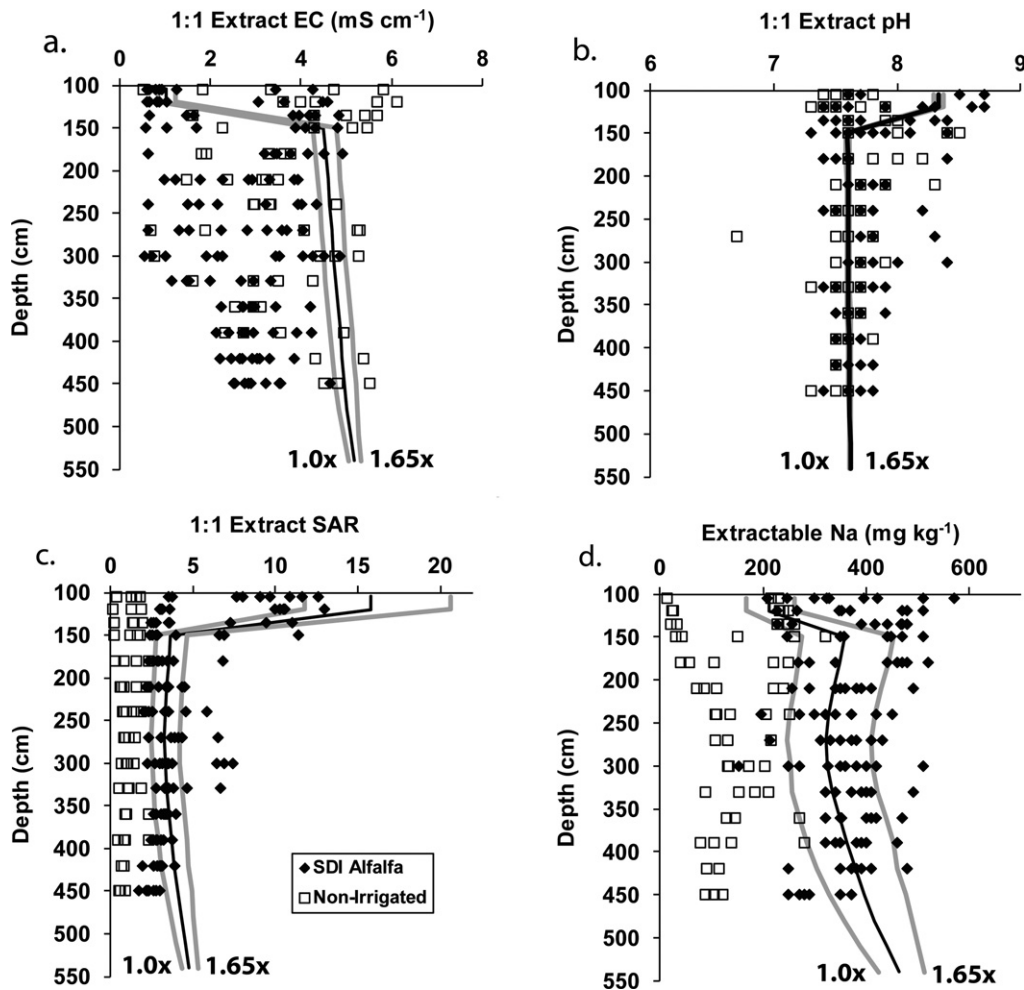 1:1 Extract EC (mS cm⁻¹)
a.
0 2 4 6 8
100
150
200
250
300
350
400
450
500
550
Depth (cm)
1.0x 1.65x
1:1 Extract pH
b.
6 7 8 9
100
150
200
250
300
350
400
450
500
550
Depth (cm)
1.0x 1.65x
1:1 Extract SAR
c.
0 5 10 15 20
100
150
200
250
300
350
400
450
500
550
Depth (cm)
SDI Alfalfa
Non-Irrigated
1.0x 1.65x
Extractable Na (mg kg⁻¹)
d.
0 200 400 600
100
150
200
250
300
350
400
450
500
550
Depth (cm)
1.0x 1.65x